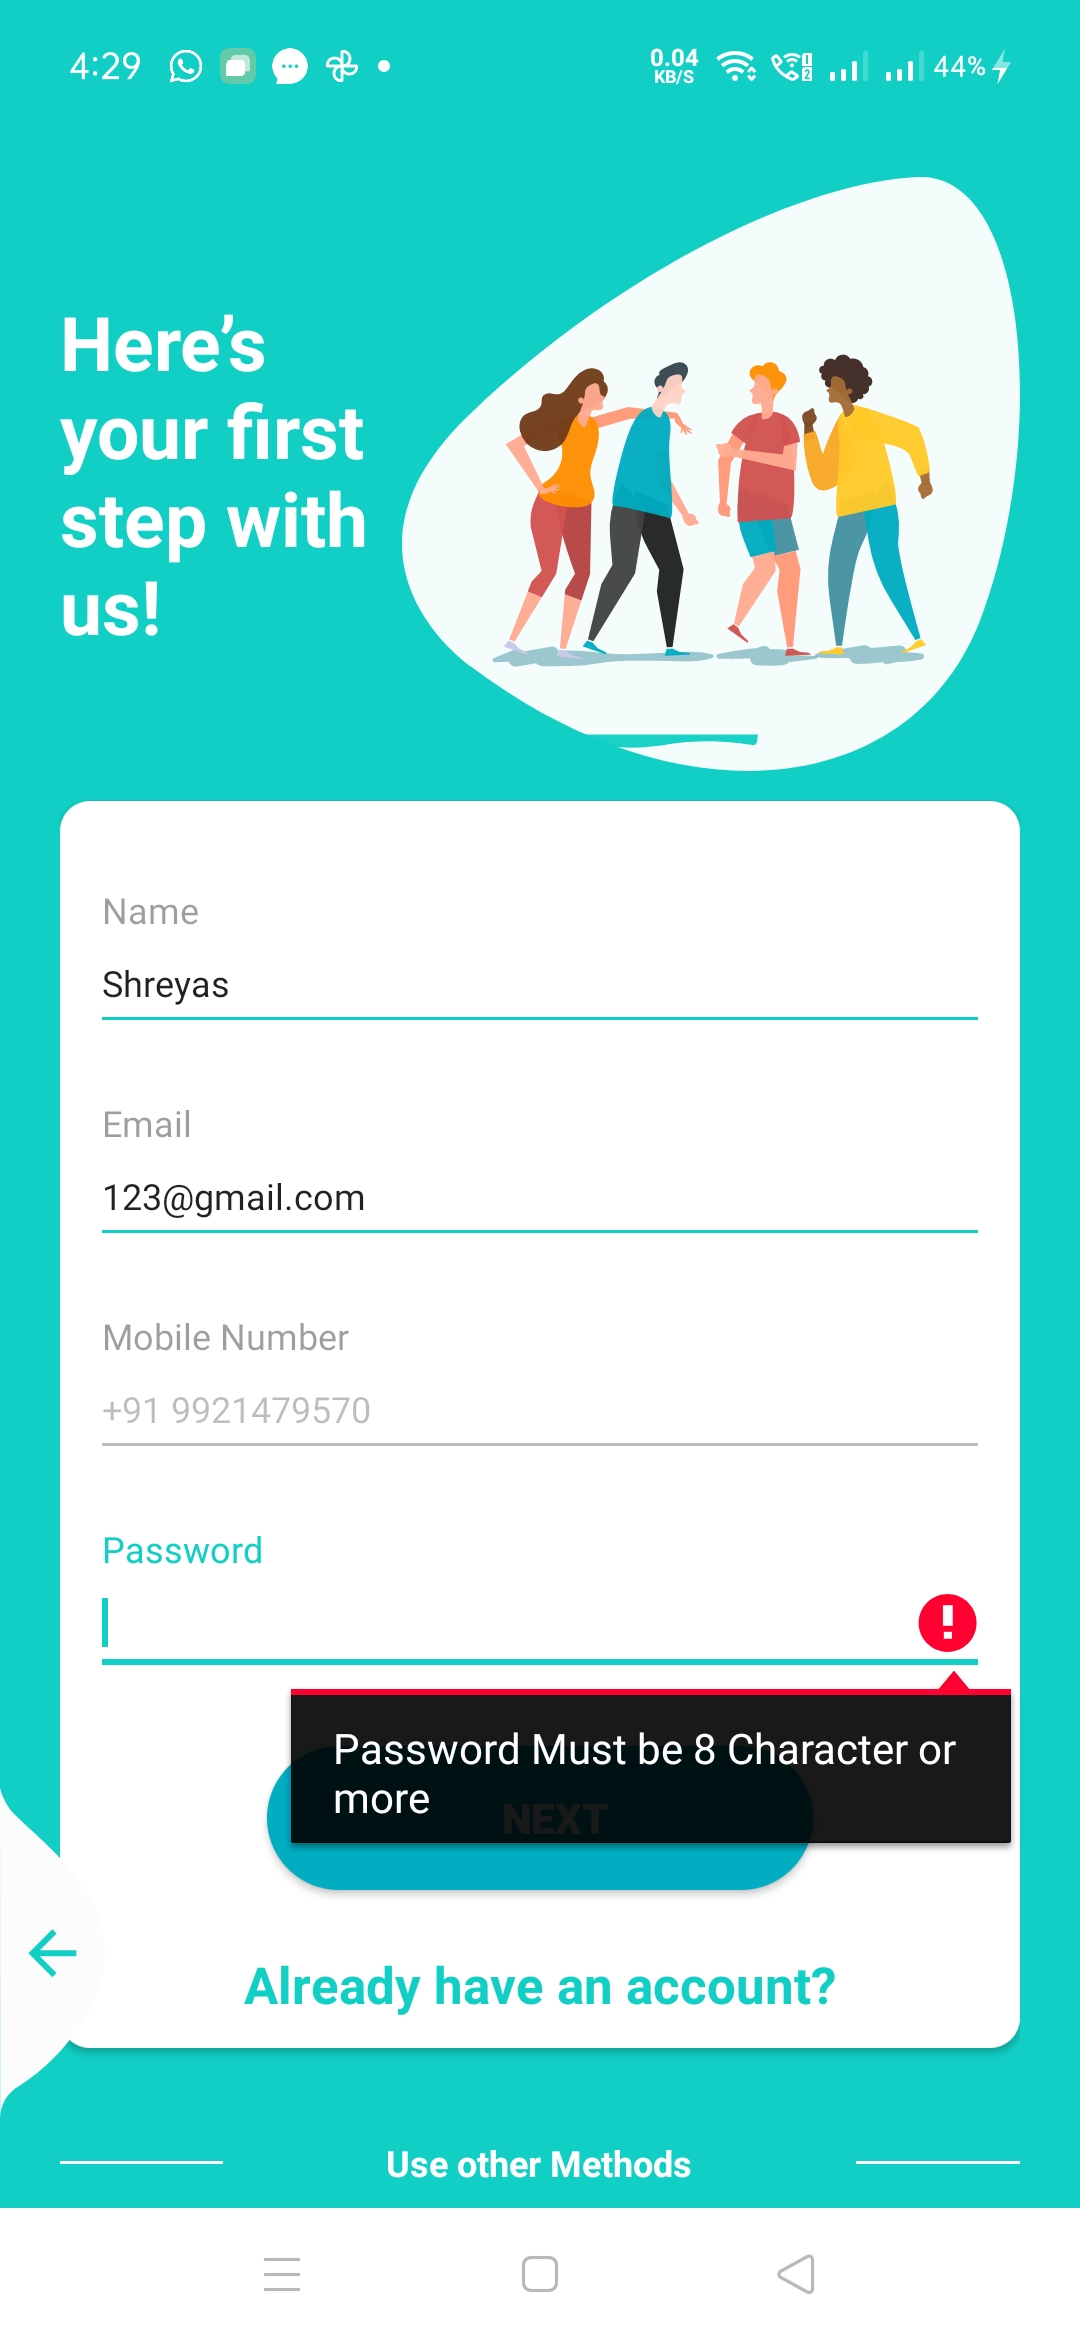 4:29
0.04
KB/S
44%
Here’s
your first
step with
us!
Name
Shreyas
Email
123@gmail.com
Mobile Number
+91 9921479570
Password
Password Must be 8 Character or
more
NEXT
Already have an account?
Use other Methods